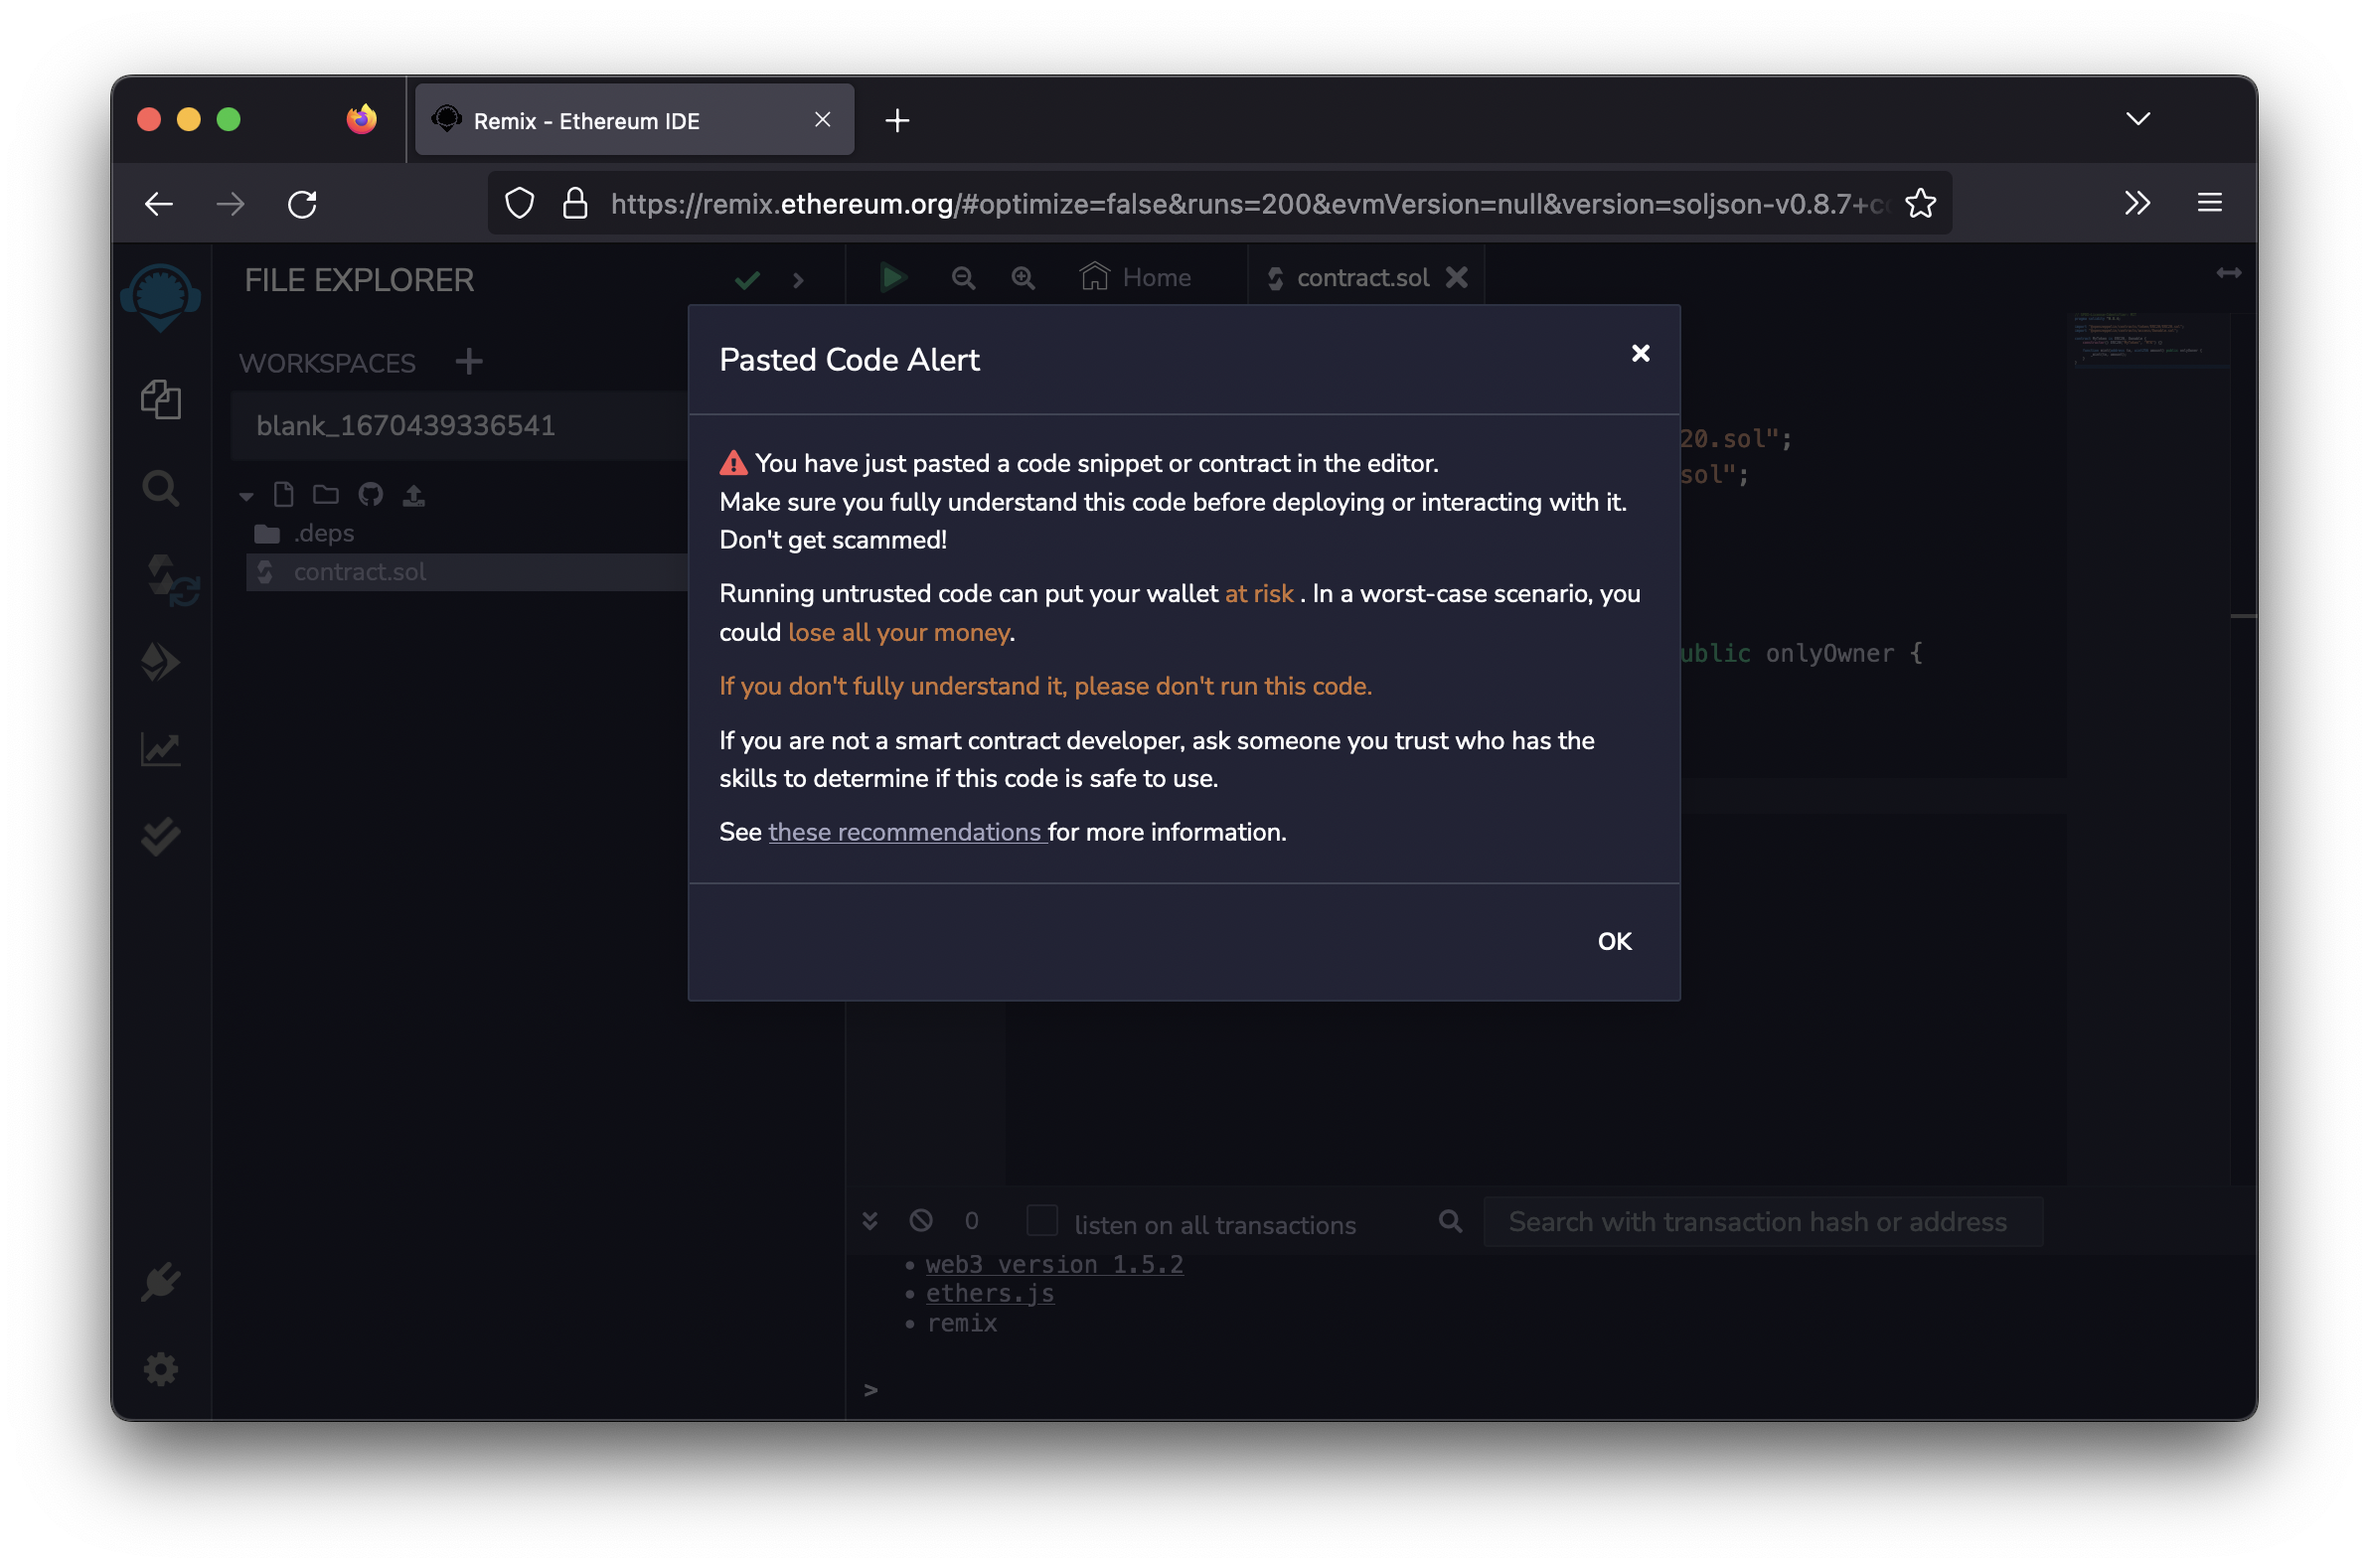 Remix - Ethereum IDE
https://remix.ethereum.org/#optimize=false&runs=200&evmVersion=null&version=soljson-v0.8.7+c
FILE EXPLORER
Home
contract.sol
WORKSPACES
blank_1670439336541
.deps
contract.sol
20.sol";
sol";
ublic onlyOwner {
Pasted Code Alert
You have just pasted a code snippet or contract in the editor.
Make sure you fully understand this code before deploying or interacting with it.
Don't get scammed!
Running untrusted code can put your wallet at risk . In a worst-case scenario, you
could lose all your money.
If you don't fully understand it, please don't run this code.
If you are not a smart contract developer, ask someone you trust who has the
skills to determine if this code is safe to use.
See these recommendations for more information.
OK
0
listen on all transactions
Search with transaction hash or address
• web3 version 1.5.2
• ethers.js
• remix
>